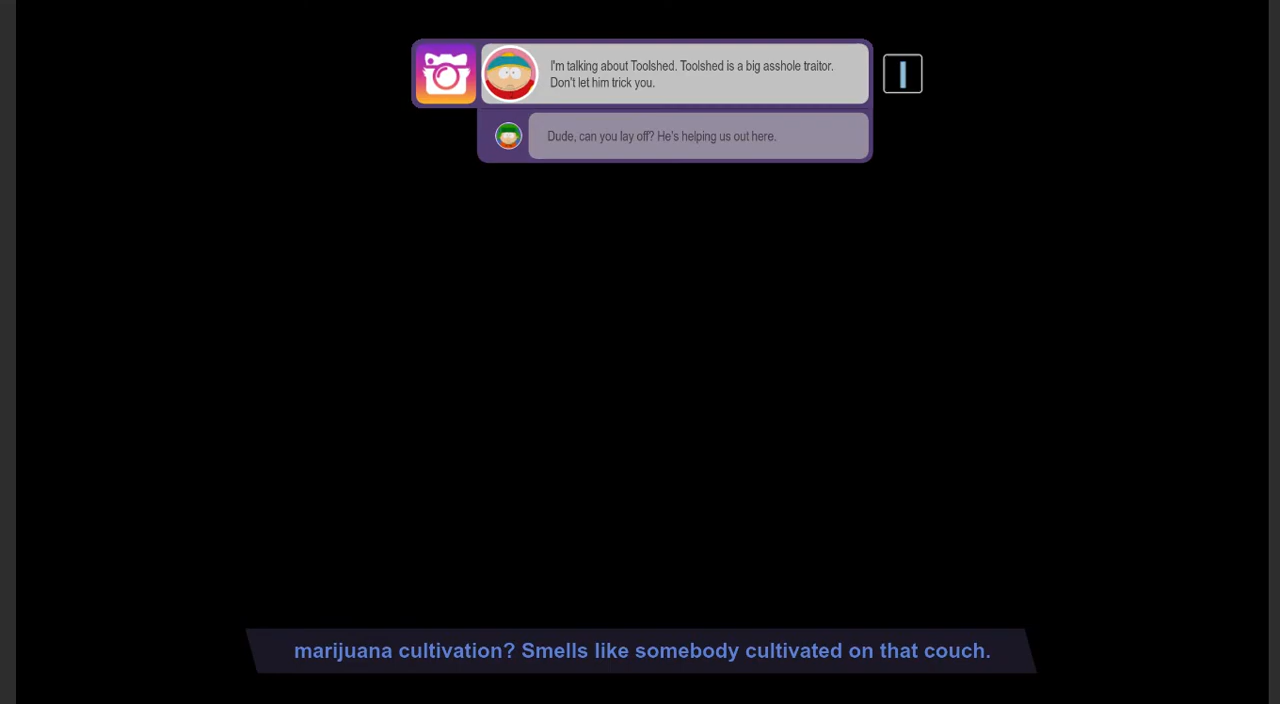 I'm talking about Toolshed. Toolshed is a big asshole traitor.
Don't let him trick you.
Dude, can you lay off? He's helping us out here.
marijuana cultivation? Smells like somebody cultivated on that couch.